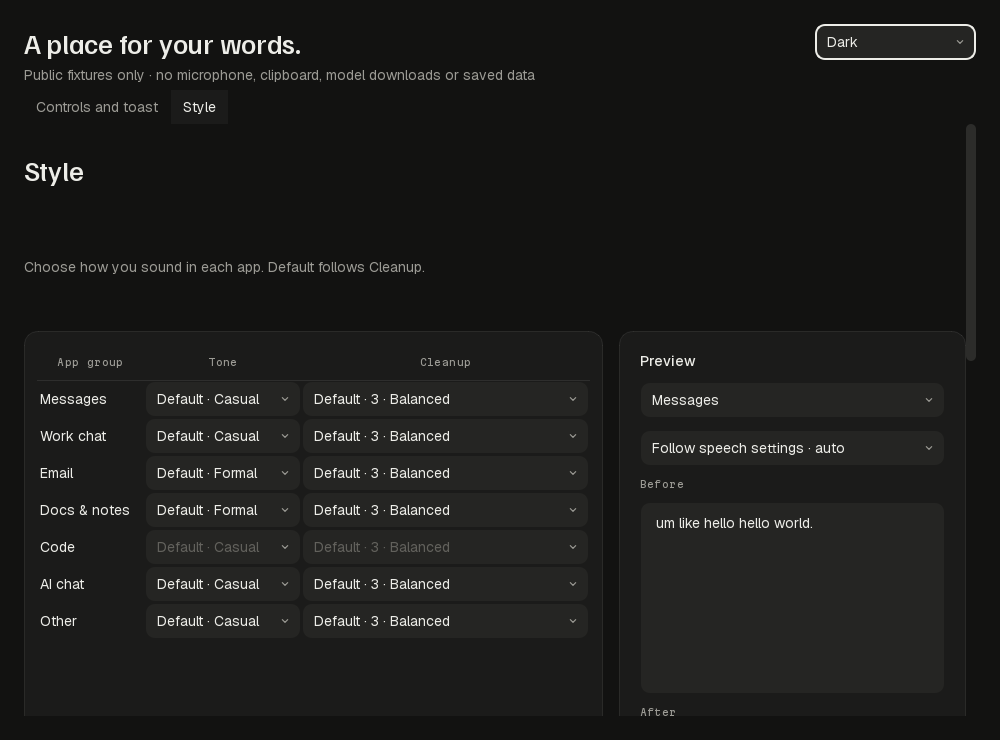 A place for your words.
Dark
Public fixtures only · no microphone, clipboard, model downloads or saved data
Controls and toast
Style
Style
Choose how you sound in each app. Default follows Cleanup.
App group Tone Cleanup
Messages Default · Casual Default · 3 · Balanced
Work chat Default · Casual Default · 3 · Balanced
Email Default · Formal Default · 3 · Balanced
Docs & notes Default · Formal Default · 3 · Balanced
Code Default · Casual Default · 3 · Balanced
AI chat Default · Casual Default · 3 · Balanced
Other Default · Casual Default · 3 · Balanced
Preview
Messages
Follow speech settings · auto
Before
um like hello hello world.
After